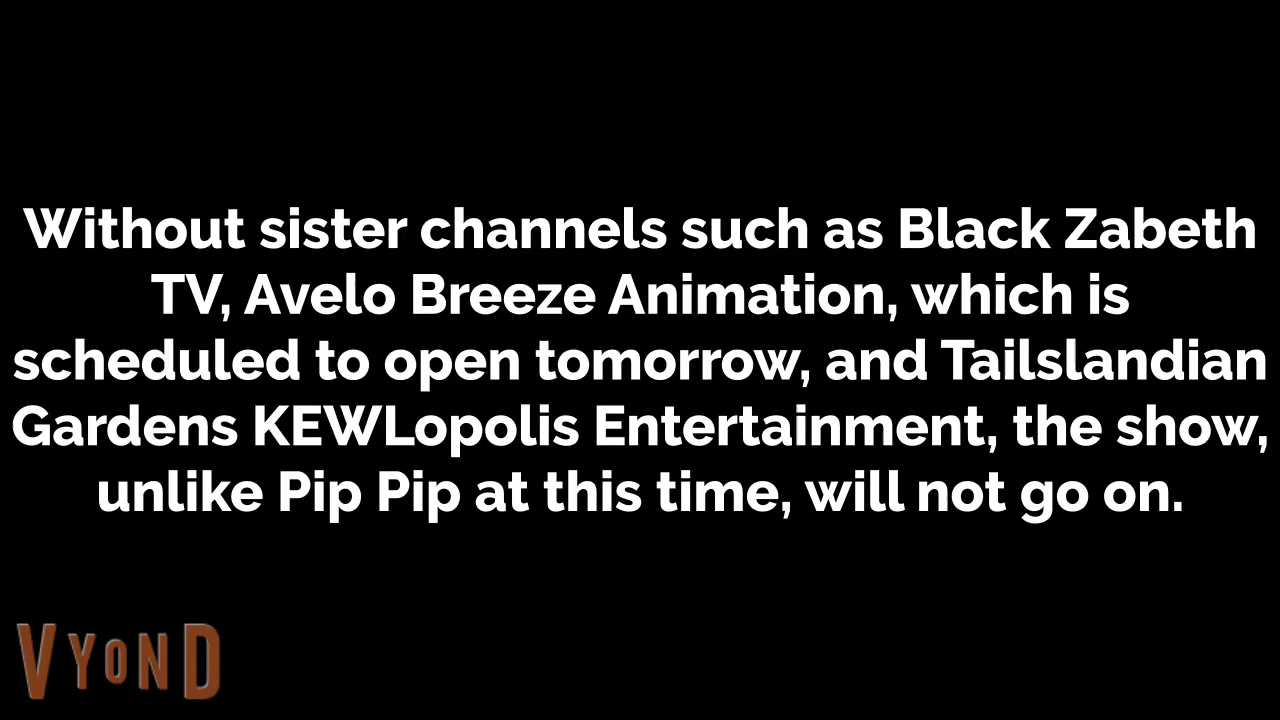 Without sister channels such as Black Zabeth
TV, Avelo Breeze Animation, which is
scheduled to open tomorrow, and Tailslandian
Gardens KEWLopolis Entertainment, the show,
unlike Pip Pip at this time, will not go on.
VYOND